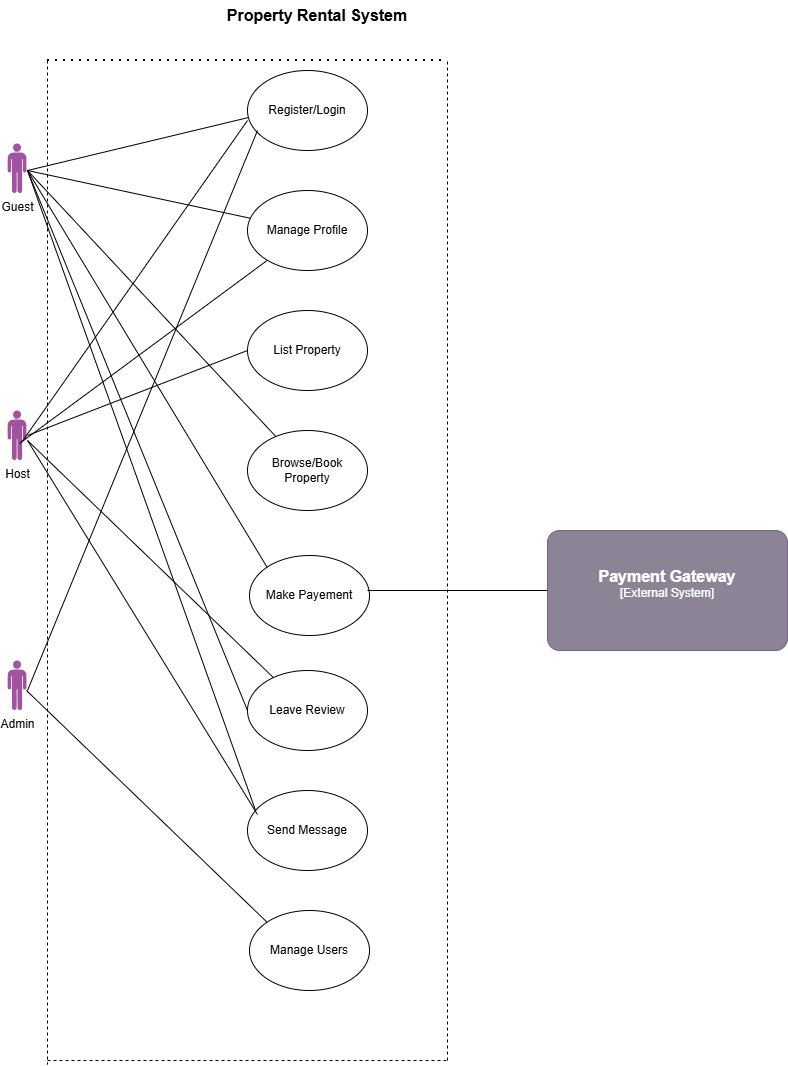 Property Rental System
Register/Login
Guest
Manage Profile
List Property
Browse/Book
Property
Host
Make Payement
Payment Gateway
[External System]
Leave Review
Admin
Send Message
Manage Users